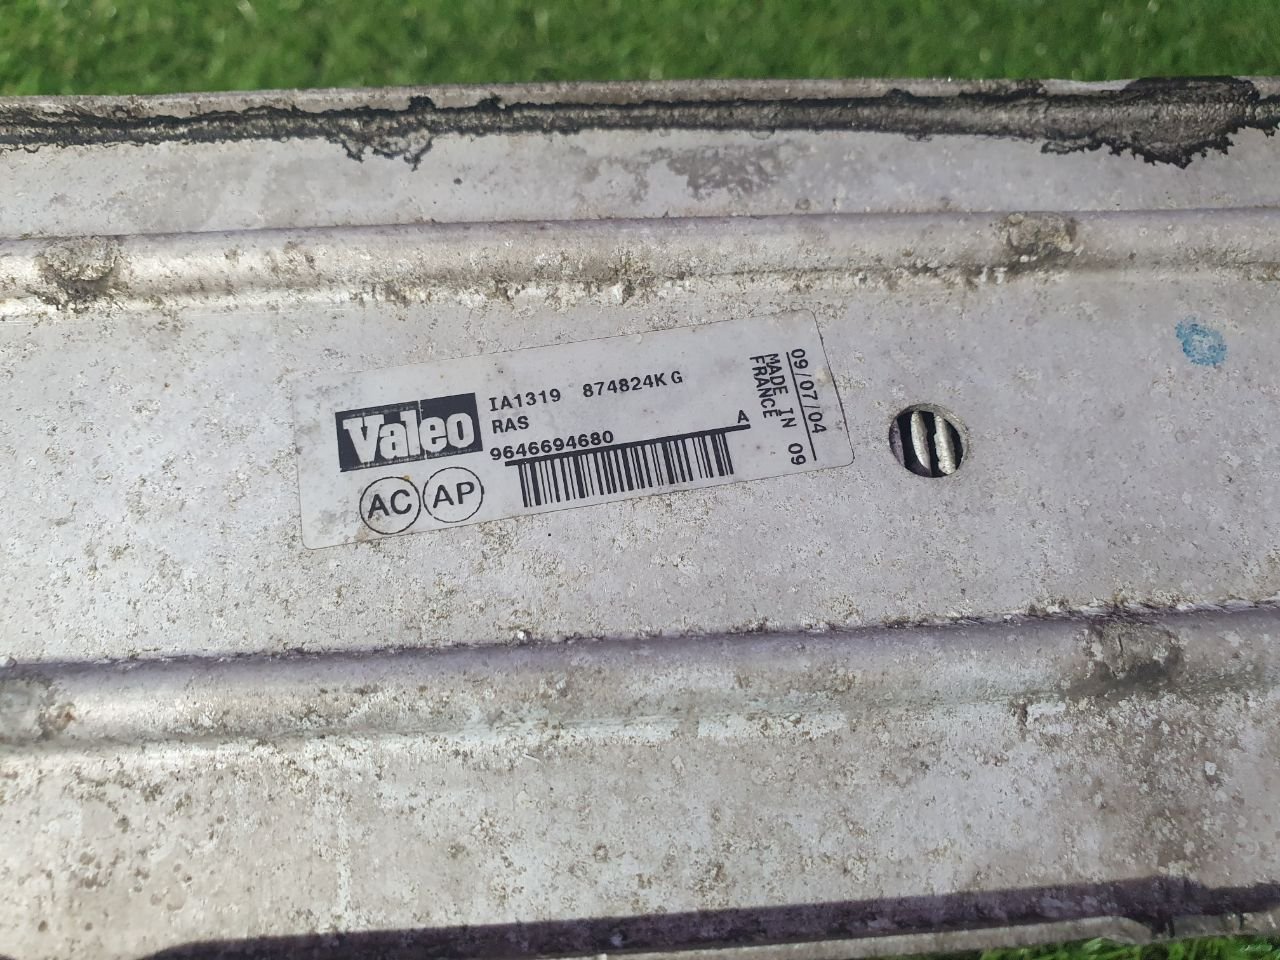 Valeo
IA1319 874824K G
RAS
9646694680
A
AC AP
09/07/04 09
MADE IN
FRANCE